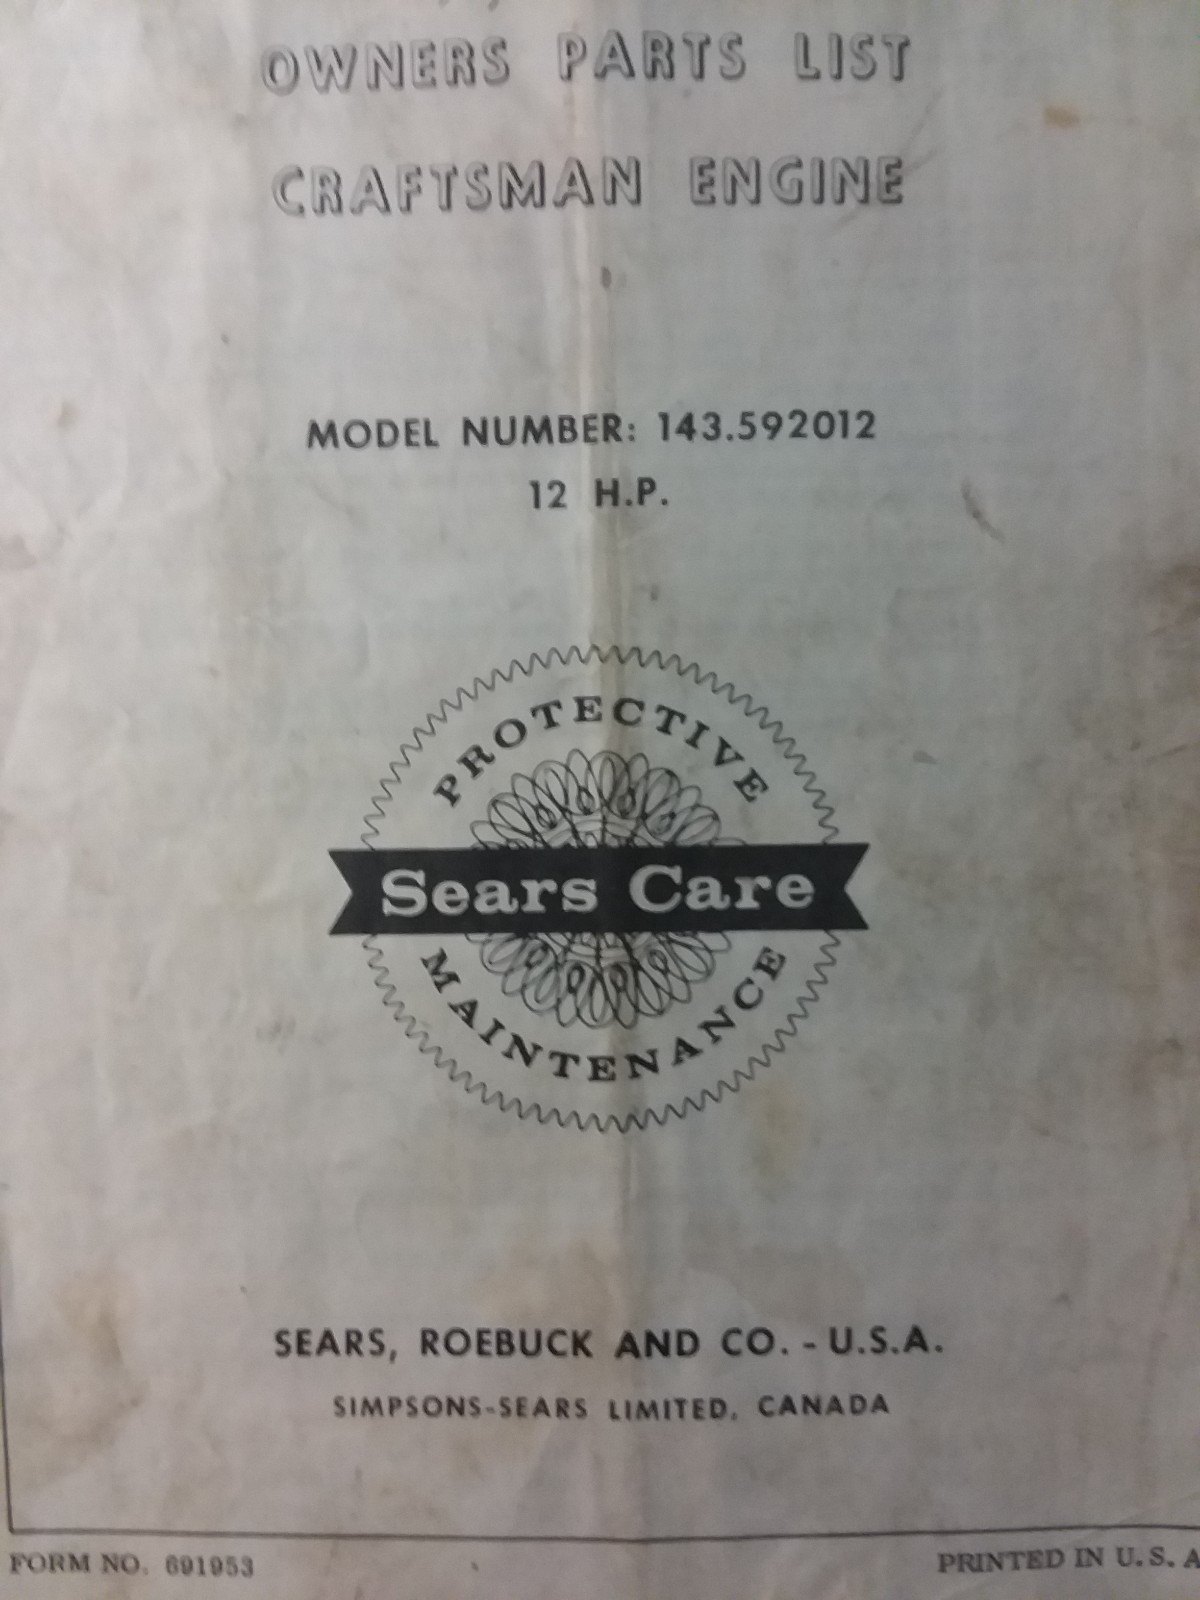 OWNERS PARTS LIST
CRAFTSMAN ENGINE
MODEL NUMBER: 143.592012
12 H.P.
PROTECTIVE
Sears Care
MAINTENANCE
SEARS, ROEBUCK AND CO. - U.S.A.
SIMPSONS-SEARS LIMITED, CANADA
FORM NO. 691953
PRINTED IN U.S.A